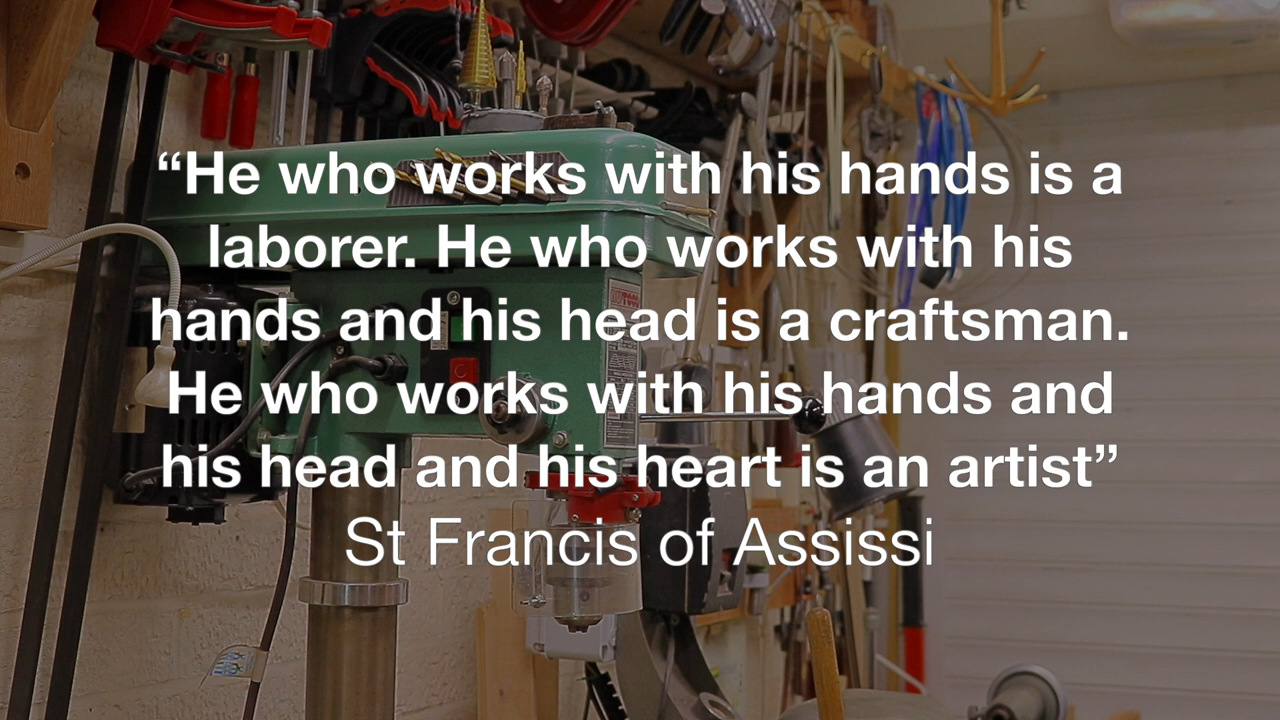 “He who works with his hands is a
laborer. He who works with his
hands and his head is a craftsman.
He who works with his hands and
his head and his heart is an artist”
St Francis of Assissi